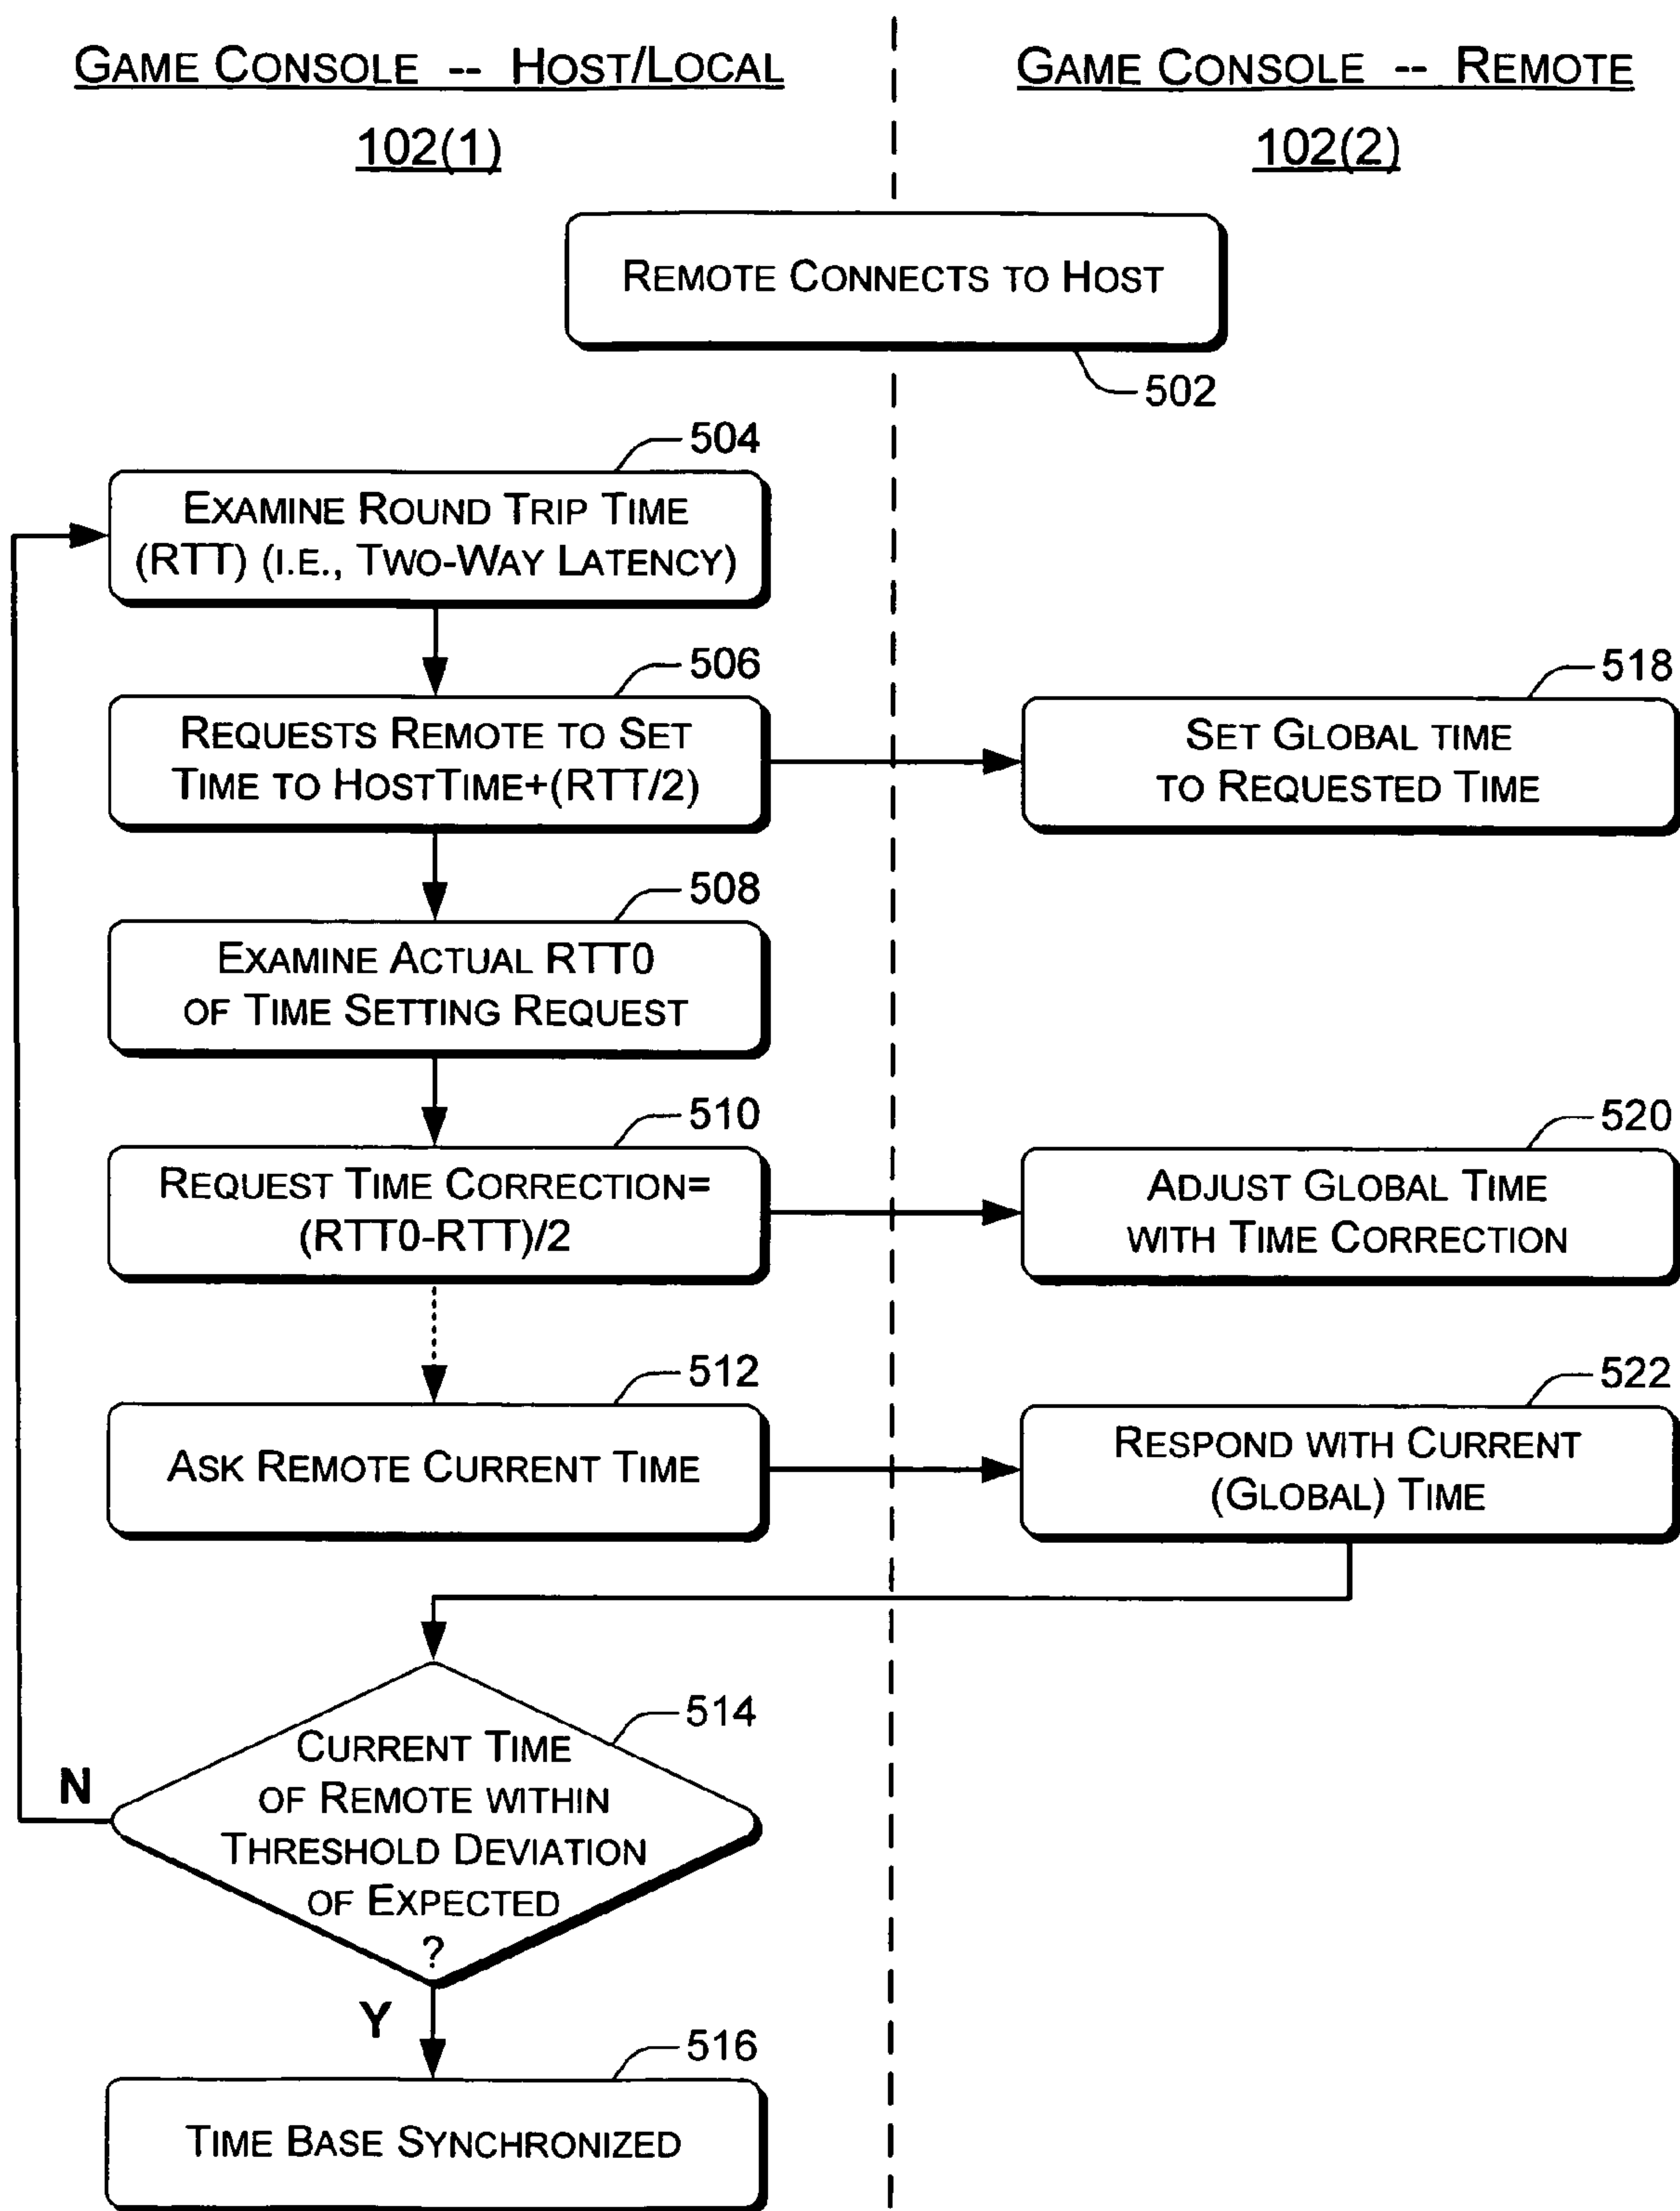 GAME CONSOLE -- HOST/LOCAL
102(1)
GAME CONSOLE -- REMOTE
102(2)
REMOTE CONNECTS TO HOST
502
504
EXAMINE ROUND TRIP TIME
(RTT) (I.E., TWO-WAY LATENCY)
506
REQUESTS REMOTE TO SET
TIME TO HOSTTIME+(RTT/2)
518
SET GLOBAL TIME
TO REQUESTED TIME
508
EXAMINE ACTUAL RTT0
OF TIME SETTING REQUEST
510
REQUEST TIME CORRECTION=
(RTT0-RTT)/2
520
ADJUST GLOBAL TIME
WITH TIME CORRECTION
512
ASK REMOTE CURRENT TIME
522
RESPOND WITH CURRENT
(GLOBAL) TIME
514
CURRENT TIME
OF REMOTE WITHIN
THRESHOLD DEVIATION
OF EXPECTED
?
N
Y
516
TIME BASE SYNCHRONIZED